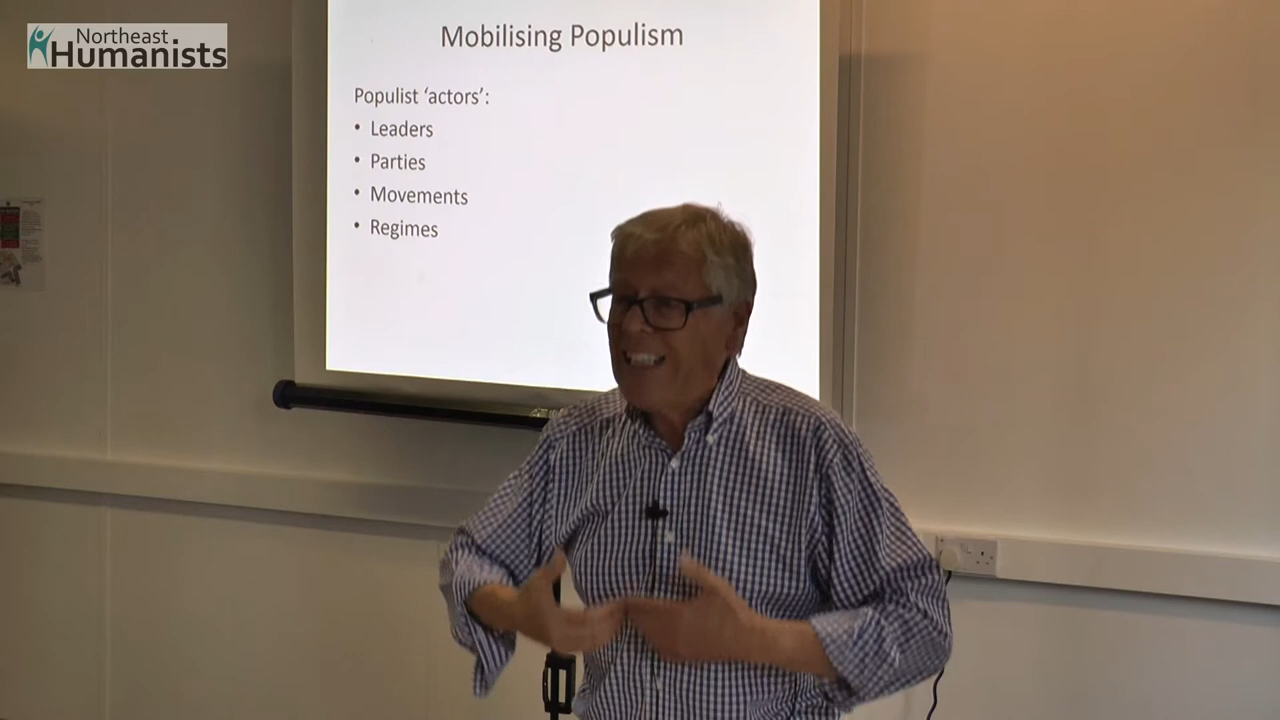 Northeast
Humanists
Mobilising Populism
Populist ‘actors’:
• Leaders
• Parties
• Movements
• Regimes